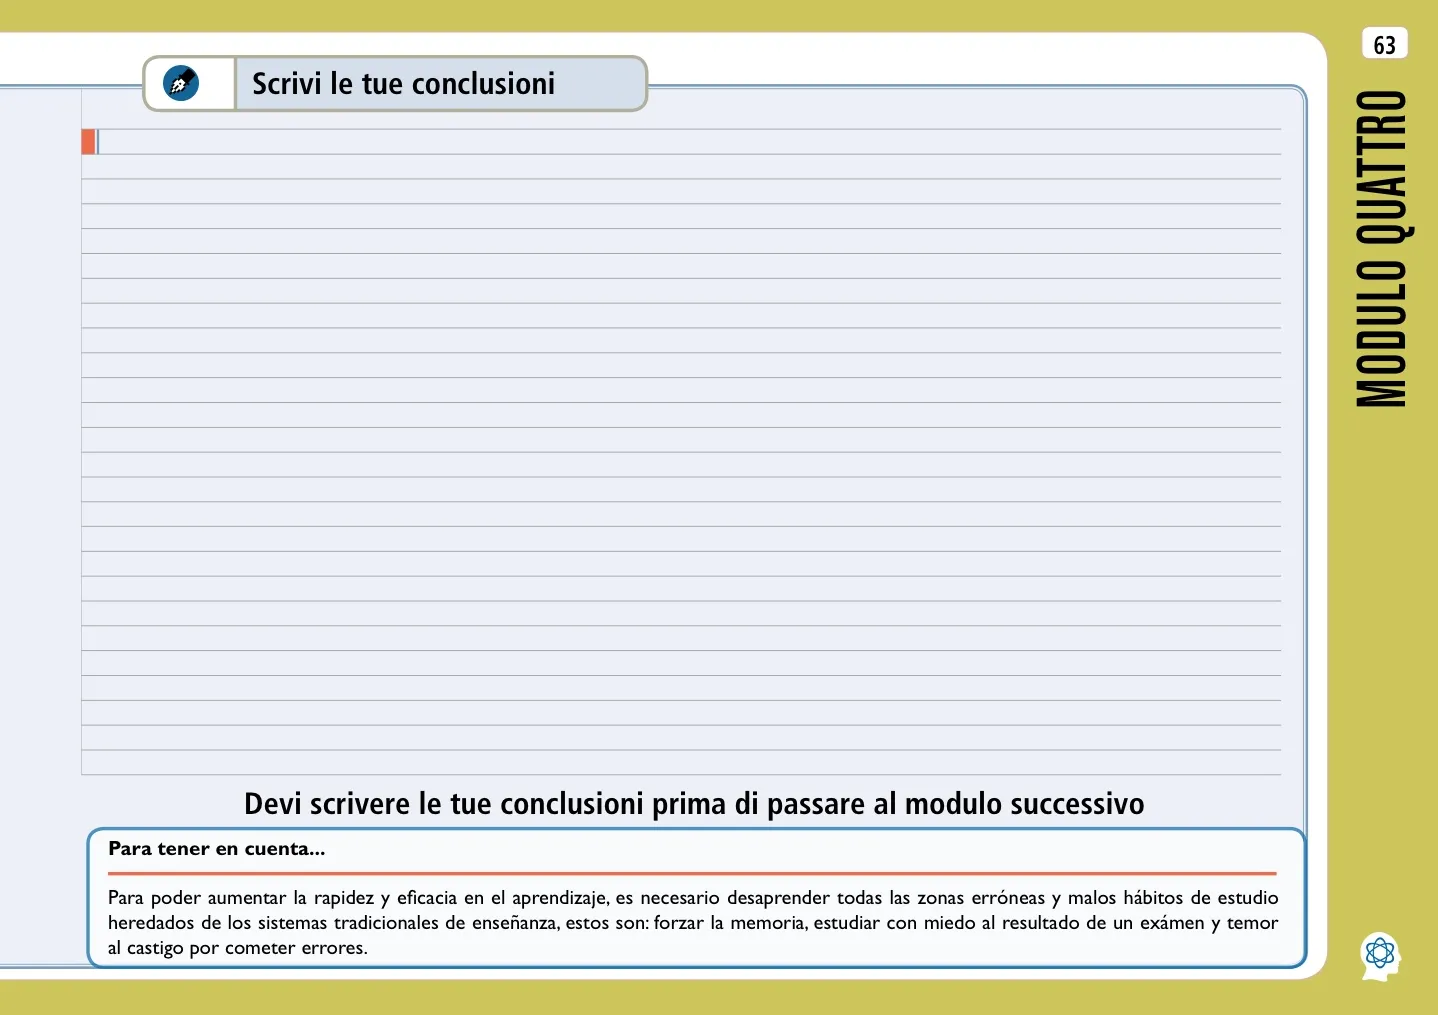 63
MODULO QUATTRO
Scrivi le tue conclusioni
Devi scrivere le tue conclusioni prima di passare al modulo successivo
Para tener en cuenta...
Para poder aumentar la rapidez y eficacia en el aprendizaje, es necesario desaprender todas las zonas erróneas y malos hábitos de estudio
heredados de los sistemas tradicionales de enseñanza, estos son: forzar la memoria, estudiar con miedo al resultado de un exámen y temor
al castigo por cometer errores.